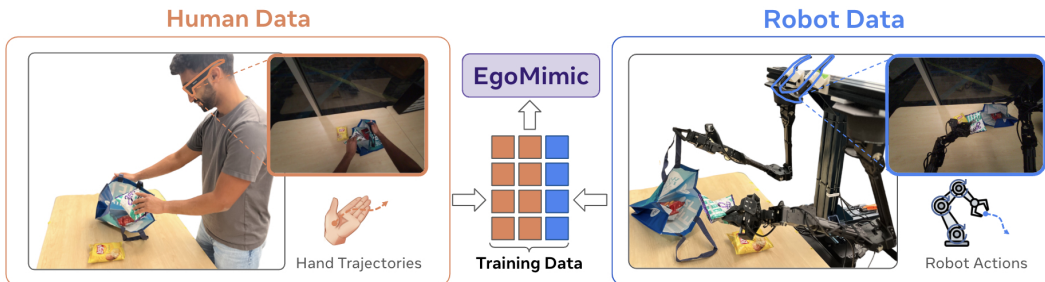 Human Data
Robot Data
EgoMimic
Hand Trajectories
Training Data
Robot Actions